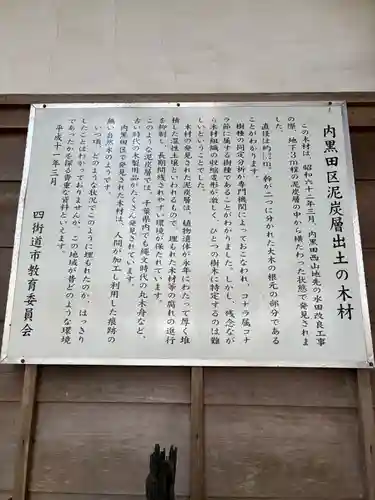 内黒田区泥炭層出土の木材
この木材は、昭和六十二年三月、内黒田西山地先の水田改良工事
の際、地下3m程の泥炭層の中から横たわった状態で発見されま
した。
直径は約 m、幹が二つに分かれた大木の根元の部分である
ことがわかります。
樹種の同定分析が専門機関によっておこなわれ、コナラ属コナ
ラ節に属する樹種であることがわかりました。しかし、残念なが
ら木材組織の収縮変形が激しく、ひとつの樹木に特定するのは難
しいということでした。
木材の発見された泥炭層は、植物遺体が永年にわたって厚く堆
積した湿性土壌といわれるもので、埋もれた木材等の腐れの進行
を抑制し、長期間残されやすい環境が保たれています。
このような泥炭層では、千葉県内でも縄文時代の丸木舟など、
古い時代の木製用品がたくさん発見されています。
内黒田区で発見された木材は、人間が加工し利用した痕跡の
無い自然木のようです。
いつ頃、どのような状況でこのように埋もれたのか、はっきり
したことはわかっておりませんが、この地域が昔どのような環境
であったかを探る貴重な資料といえます。
平成十一年三月
四街道市教育委員会